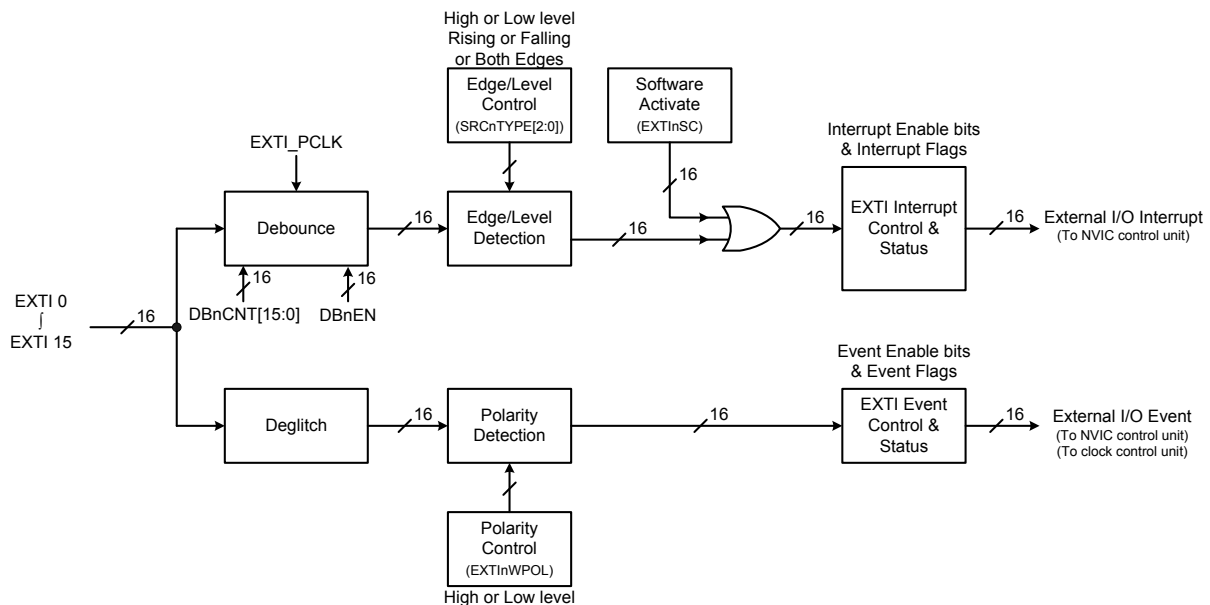 High or Low level
Rising or Falling
or Both Edges
Edge/Level
Control
(SRCnTYPE[2:0])
Software
Activate
(EXTInSC)
EXTI_PCLK
Interrupt Enable bits
& Interrupt Flags
16
16
Debounce
16
Edge/Level
Detection
16
16
EXTI Interrupt
Control &
Status
16
External I/O Interrupt
(To NVIC control unit)
16
16
DBnCNT[15:0]
DBnEN
EXTI 0
∫
EXTI 15
16
Event Enable bits
& Event Flags
Deglitch
16
Polarity
Detection
16
EXTI Event
Control &
Status
16
External I/O Event
(To NVIC control unit)
(To clock control unit)
Polarity
Control
(EXTInWPOL)
High or Low level